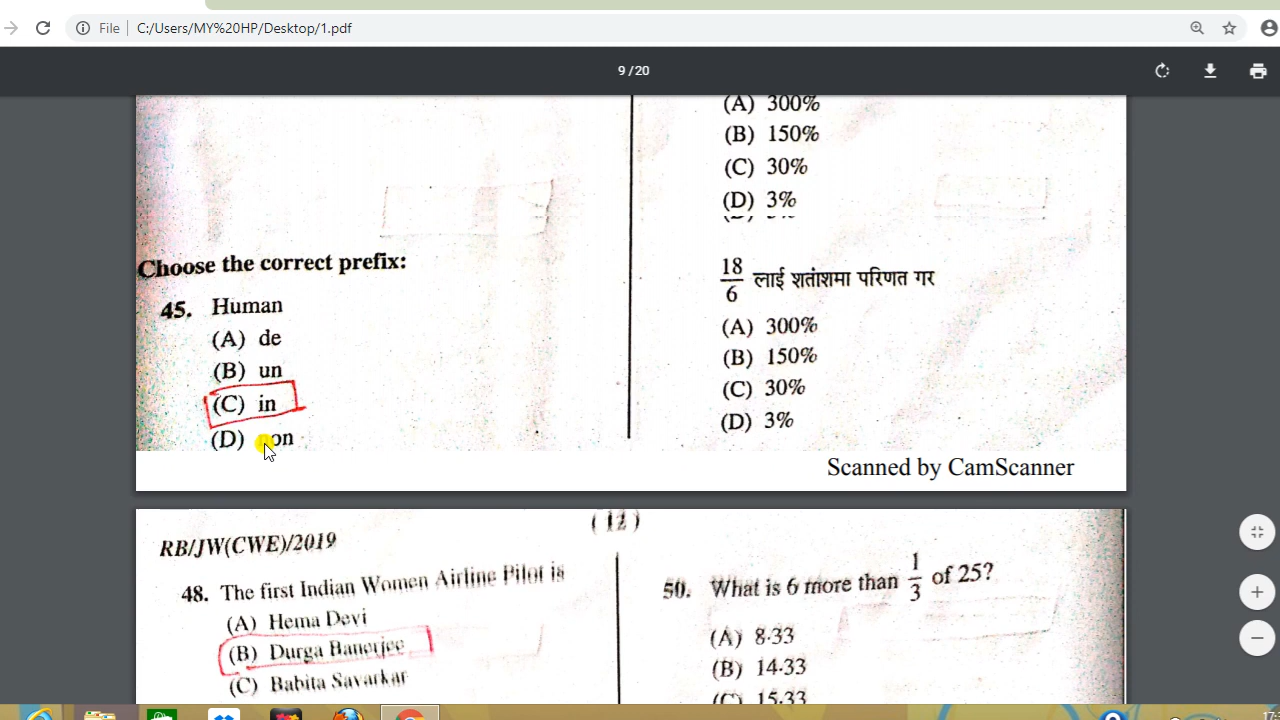 File C:/Users/MY%20HP/Desktop/1.pdf
9 / 20
Choose the correct prefix:
45. Human
(A) de
(B) un
(C) in
(D) non
(A) 300%
(B) 150%
(C) 30%
(D) 3%
18/6 लाई शतांशमा परिणत गर
(A) 300%
(B) 150%
(C) 30%
(D) 3%
Scanned by CamScanner
(12)
RB/JW(CWE)/2019
48. The first Indian Women Airline Pilot is
(A) Hema Devi
(B) Durga Banerjee
(C) Babita Savarkar
50. What is 6 more than 1/3 of 25?
(A) 8·33
(B) 14·33
(C) 15·33